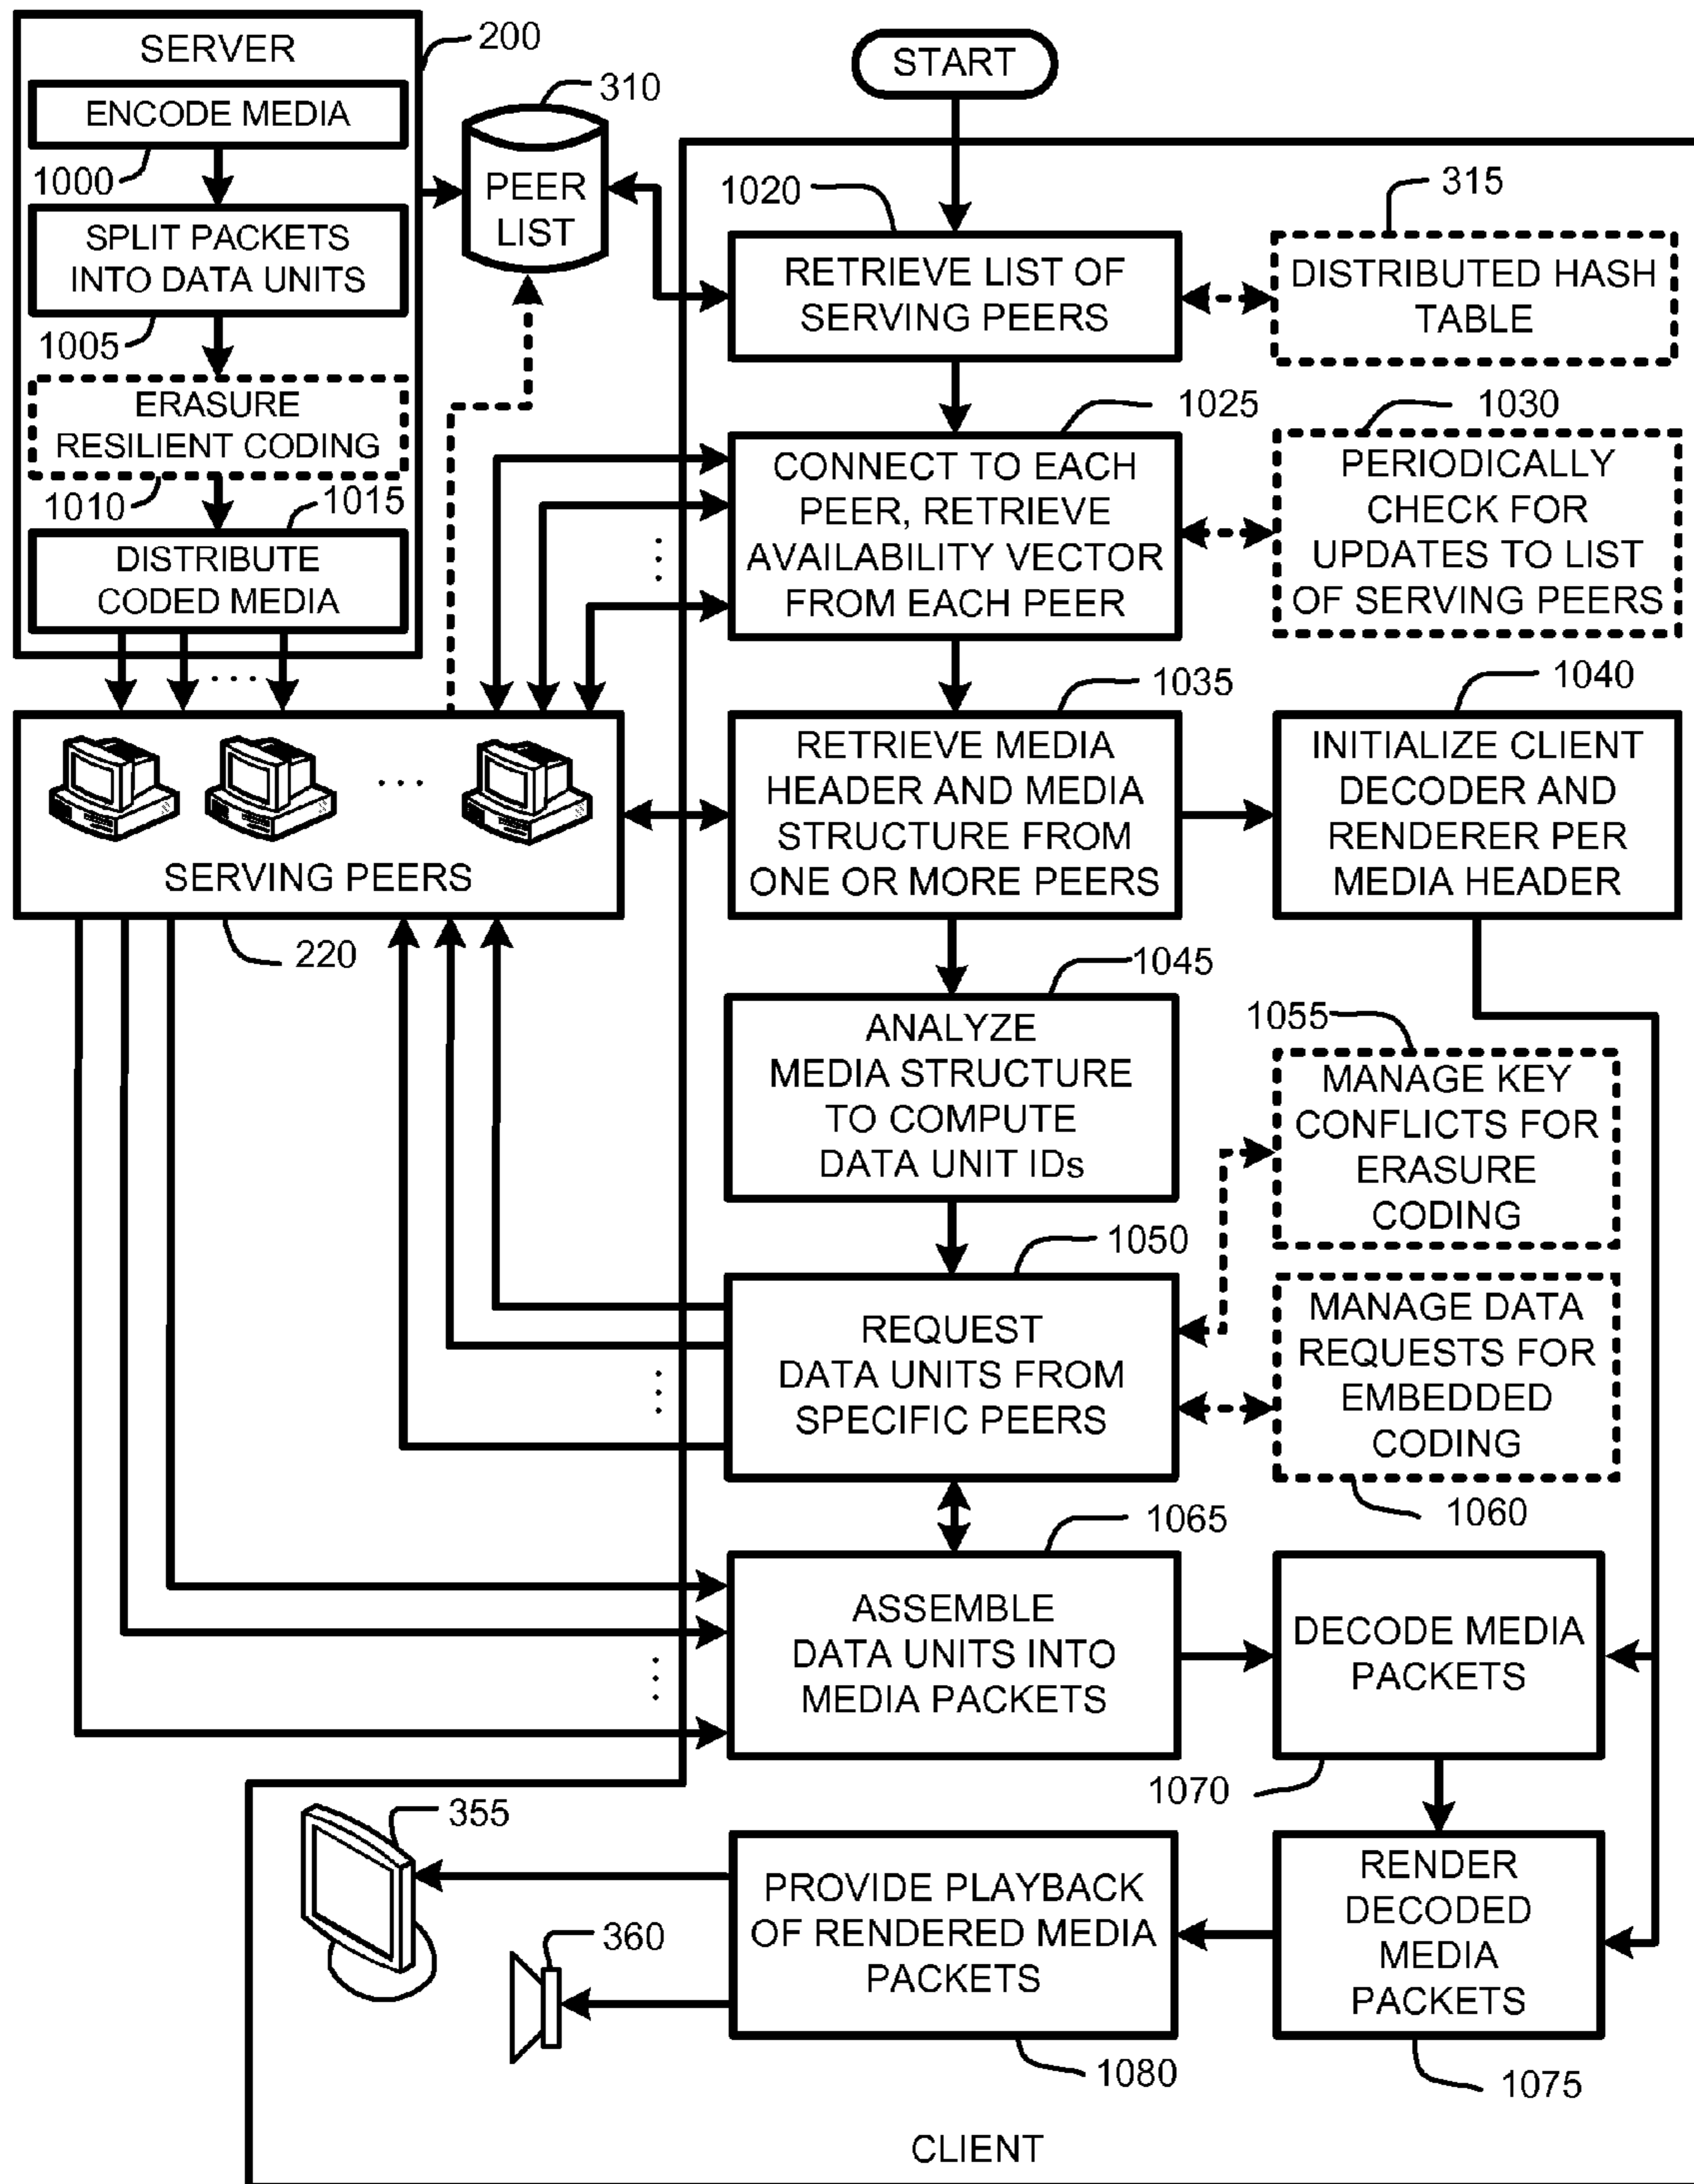 SERVER
200
ENCODE MEDIA
1000
SPLIT PACKETS
INTO DATA UNITS
1005
ERASURE
RESILIENT CODING
1010
1015
DISTRIBUTE
CODED MEDIA
...
310
PEER
LIST
START
1020
RETRIEVE LIST OF
SERVING PEERS
315
DISTRIBUTED HASH
TABLE
1025
CONNECT TO EACH
PEER, RETRIEVE
AVAILABILITY VECTOR
FROM EACH PEER
...
1030
PERIODICALLY
CHECK FOR
UPDATES TO LIST
OF SERVING PEERS
...
SERVING PEERS
220
1035
RETRIEVE MEDIA
HEADER AND MEDIA
STRUCTURE FROM
ONE OR MORE PEERS
1040
INITIALIZE CLIENT
DECODER AND
RENDERER PER
MEDIA HEADER
1045
ANALYZE
MEDIA STRUCTURE
TO COMPUTE
DATA UNIT IDs
1055
MANAGE KEY
CONFLICTS FOR
ERASURE
CODING
1050
REQUEST
DATA UNITS FROM
SPECIFIC PEERS
...
MANAGE DATA
REQUESTS FOR
EMBEDDED
CODING
1060
1065
ASSEMBLE
DATA UNITS INTO
MEDIA PACKETS
...
DECODE MEDIA
PACKETS
1070
355
360
PROVIDE PLAYBACK
OF RENDERED MEDIA
PACKETS
1080
RENDER
DECODED
MEDIA
PACKETS
1075
CLIENT